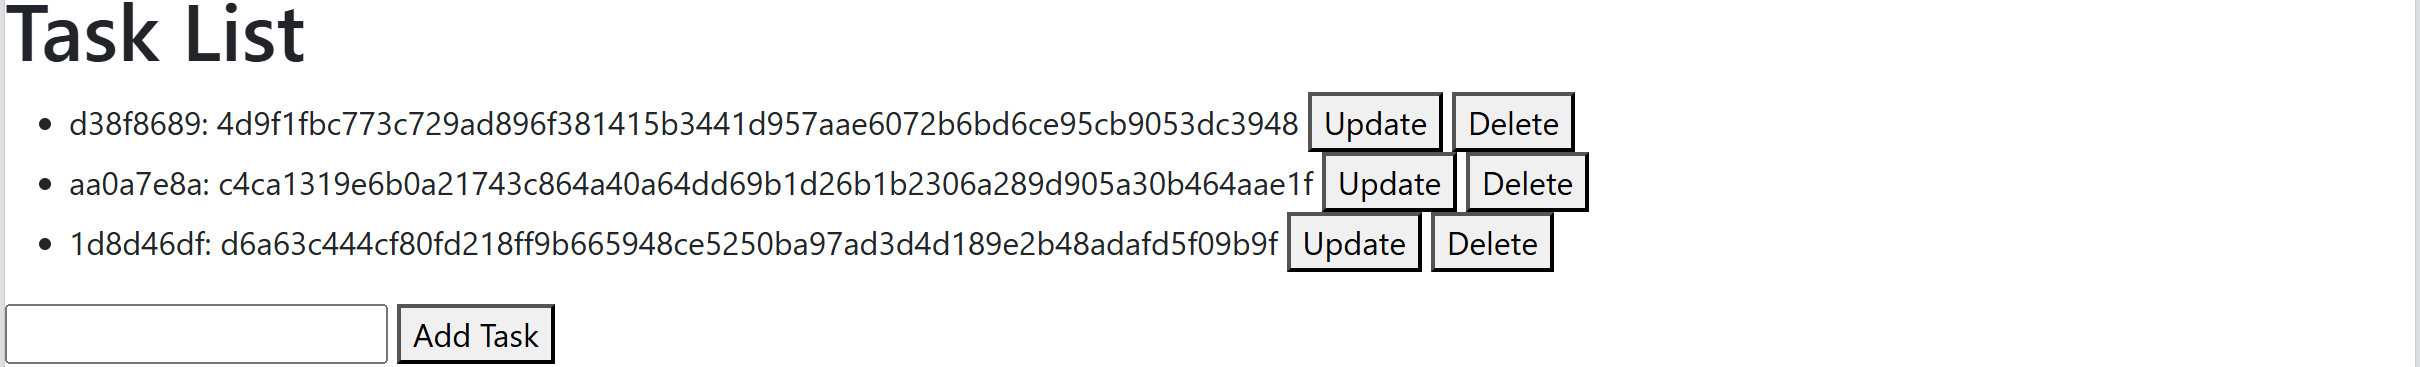 Task List
d38f8689: 4d9f1fbc773c729ad896f381415b3441d957aae6072b6bd6ce95cb9053dc3948 Update Delete
aa0a7e8a: c4ca1319e6b0a21743c864a40a64dd69b1d26b1b2306a289d905a30b464aae1f Update Delete
1d8d46df: d6a63c444cf80fd218ff9b665948ce5250ba97ad3d4d189e2b48adafd5f09b9f Update Delete
Add Task